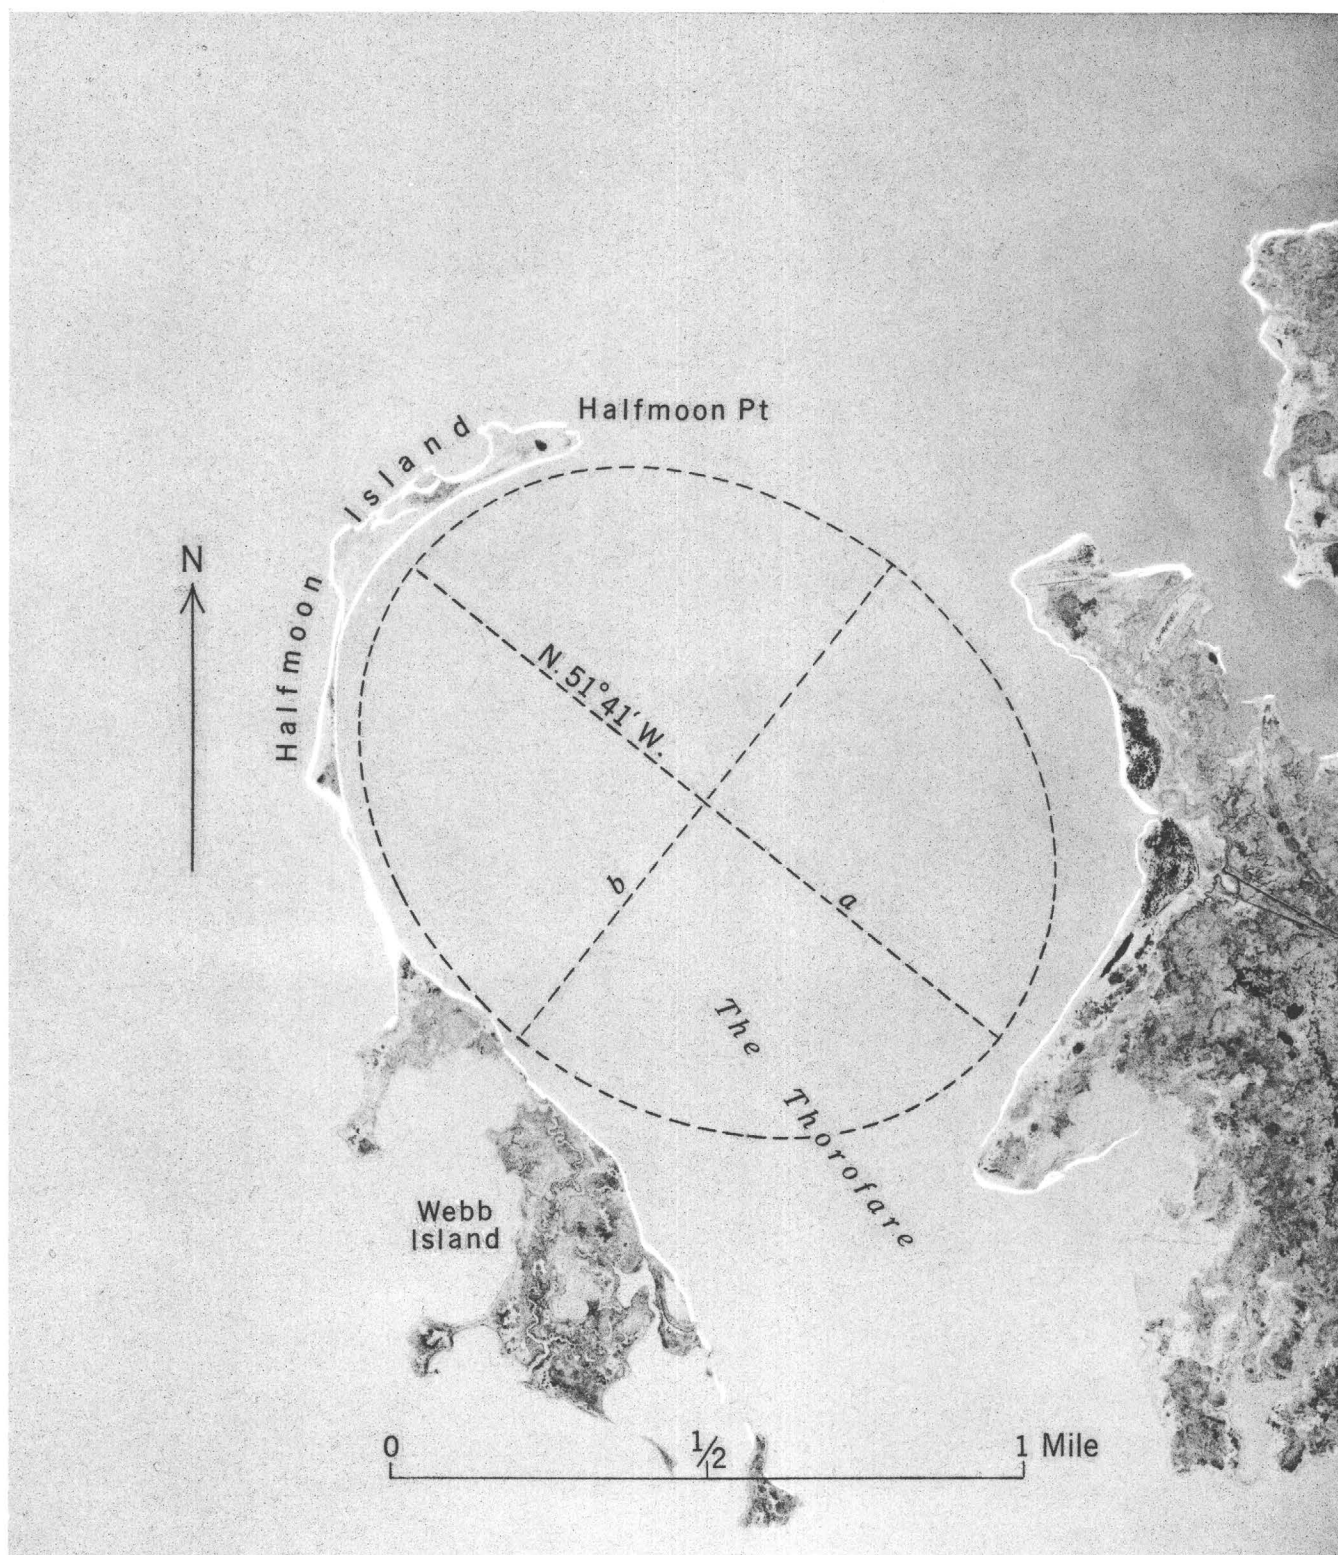 Halfmoon Pt
Halfmoon Island
N
N. 51°41' W.
b
a
The Thorofare
Webb
Island
0
1/2
1 Mile